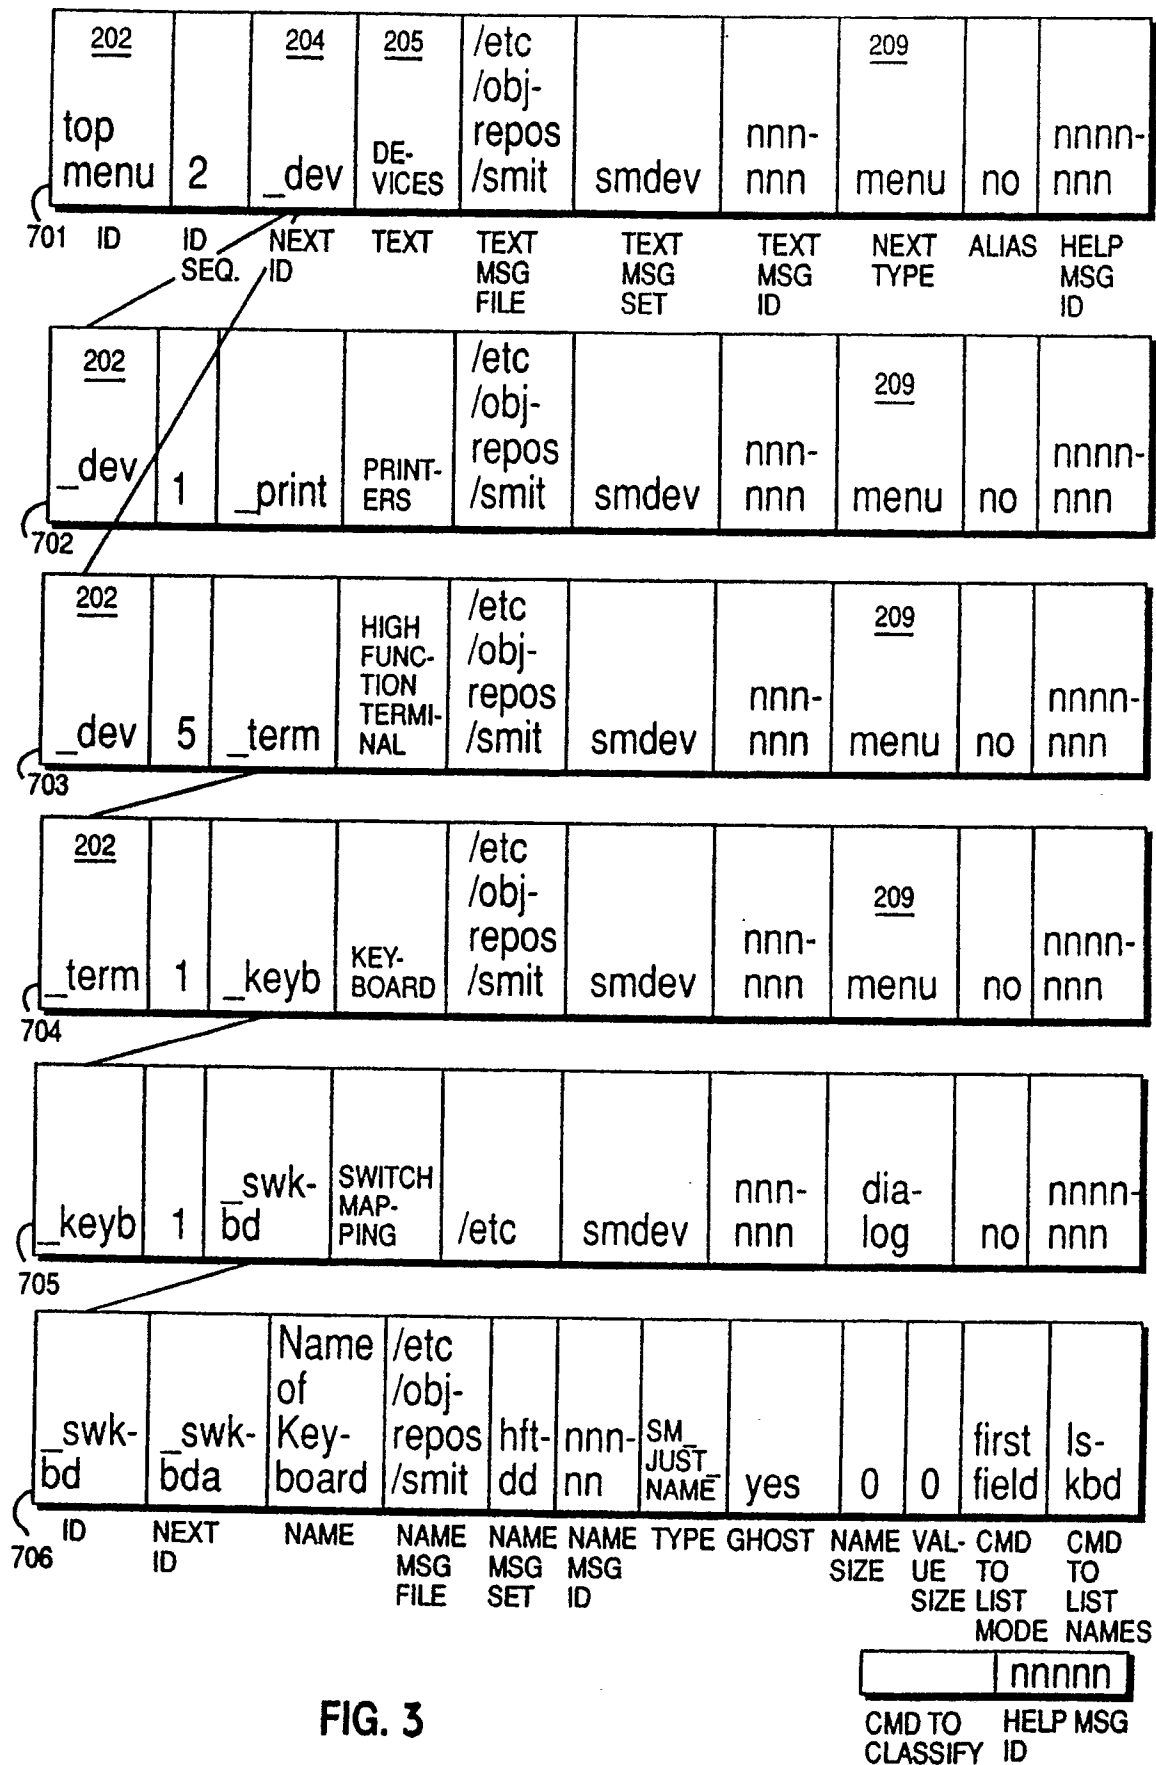 202 204 205 /etc 209
/obj-
top repos nnn- nnnn-
menu 2 _dev DE-VICES /smit smdev nnn menu no nnn
701 ID ID NEXT TEXT TEXT TEXT TEXT NEXT ALIAS HELP
SEQ. ID MSG MSG MSG TYPE MSG
FILE SET ID ID
202 /etc 209
/obj-
_dev PRINT- repos nnn- nnnn-
1 _print ERS /smit smdev nnn menu no nnn
702
202 /etc 209
HIGH
FUNC- /obj-
TION repos nnn- nnnn-
TERMI-
_dev 5 _term NAL /smit smdev nnn menu no nnn
703
202 /etc 209
/obj-
KEY- repos nnn- nnnn-
_term 1 _keyb BOARD /smit smdev nnn menu no nnn
704
_swk- SWITCH nnn- dia- nnnn-
MAP-
_keyb 1 bd PING /etc smdev nnn log no nnn
705
Name /etc
of /obj-
_swk- _swk- Key- repos hft- nnn- SM_ first ls-
JUST_
bd bda board /smit dd nn NAME yes 0 0 field kbd
706 ID NEXT NAME NAME NAME NAME TYPE GHOST NAME VAL- CMD CMD
ID MSG MSG MSG SIZE UE TO TO
FILE SET ID SIZE LIST LIST
MODE NAMES
nnnnn
CMD TO HELP MSG
CLASSIFY ID
FIG. 3